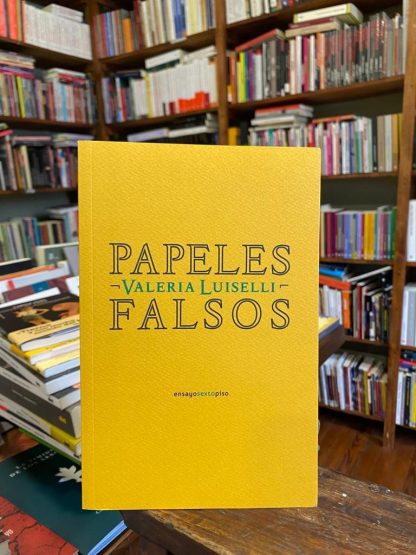 PAPELES
¬VALERIA LUISELLI⌐
FALSOS
ensayosextopiso